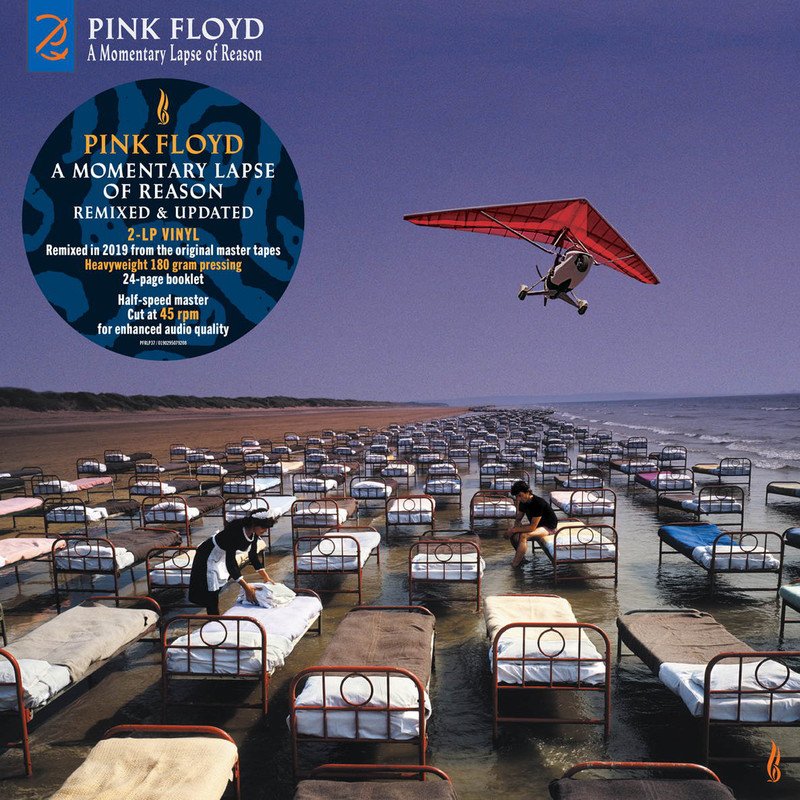 PINK FLOYD
A Momentary Lapse of Reason
PINK FLOYD
A MOMENTARY LAPSE
OF REASON
REMIXED & UPDATED
2-LP VINYL
Remixed in 2019 from the original master tapes
Heavyweight 180 gram pressing
24-page booklet
Half-speed master
Cut at 45 rpm
for enhanced audio quality
PFRLP37 / 0190295079208